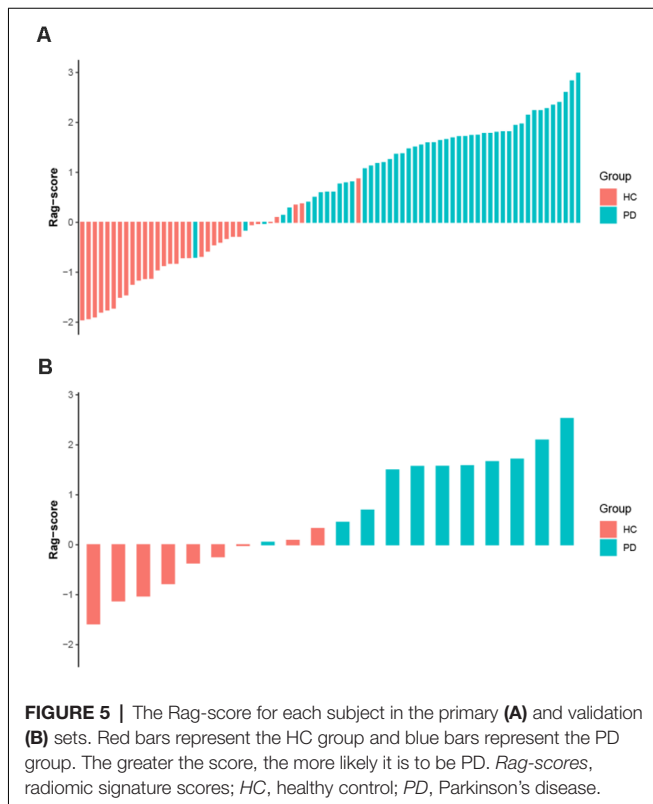 A
3
2
1
0
−1
−2
Rag−score
Group
HC
PD
B
3
2
1
0
−1
−2
Rag−score
Group
HC
PD
FIGURE 5 | The Rag-score for each subject in the primary (A) and validation
(B) sets. Red bars represent the HC group and blue bars represent the PD
group. The greater the score, the more likely it is to be PD. Rag-scores,
radiomic signature scores; HC, healthy control; PD, Parkinson’s disease.